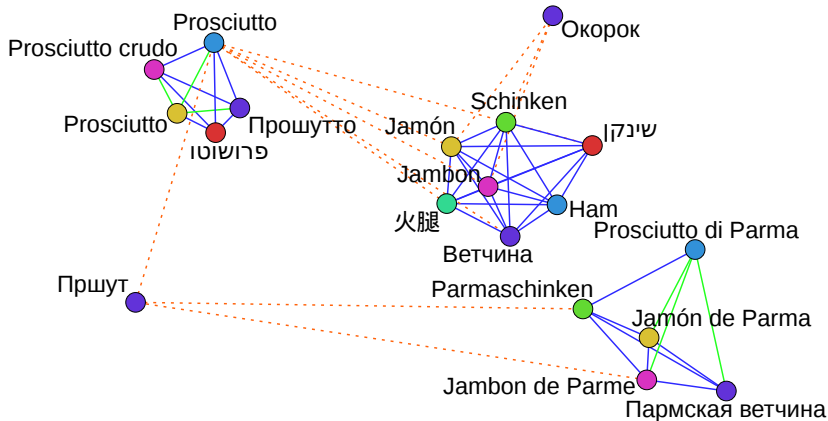 Prosciutto
Окорок
Prosciutto crudo
Schinken
Prosciutto
Прошутто
Jamón
שינקן
פרושוטו
Jambon
火腿
Ham
Ветчина
Prosciutto di Parma
Пршут
Parmaschinken
Jamón de Parma
Jambon de Parme
Пармская ветчина